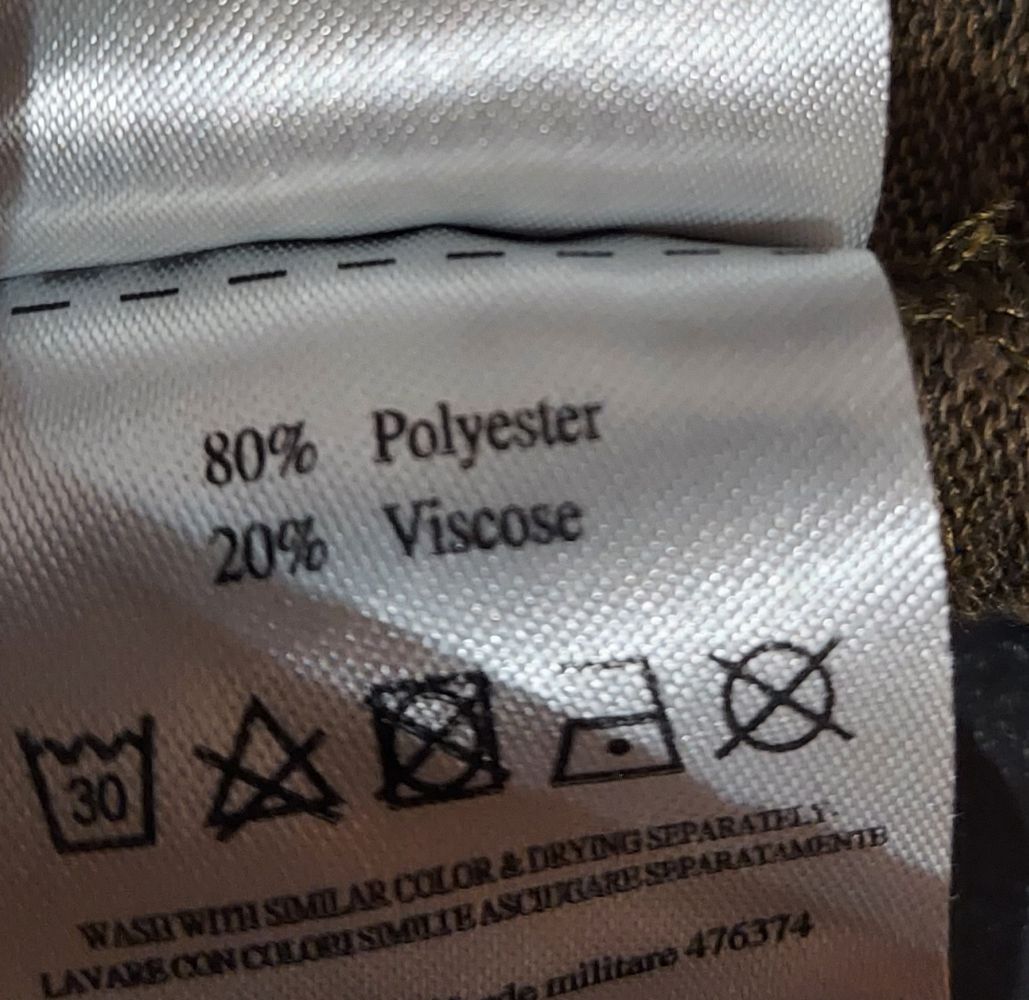 80% Polyester
20% Viscose
30
WASH WITH SIMILAR COLOR & DRYING SEPARATELY.
LAVARE CON COLORI SIMILI E ASCIUGARE SEPARATAMENTE
militare 476374